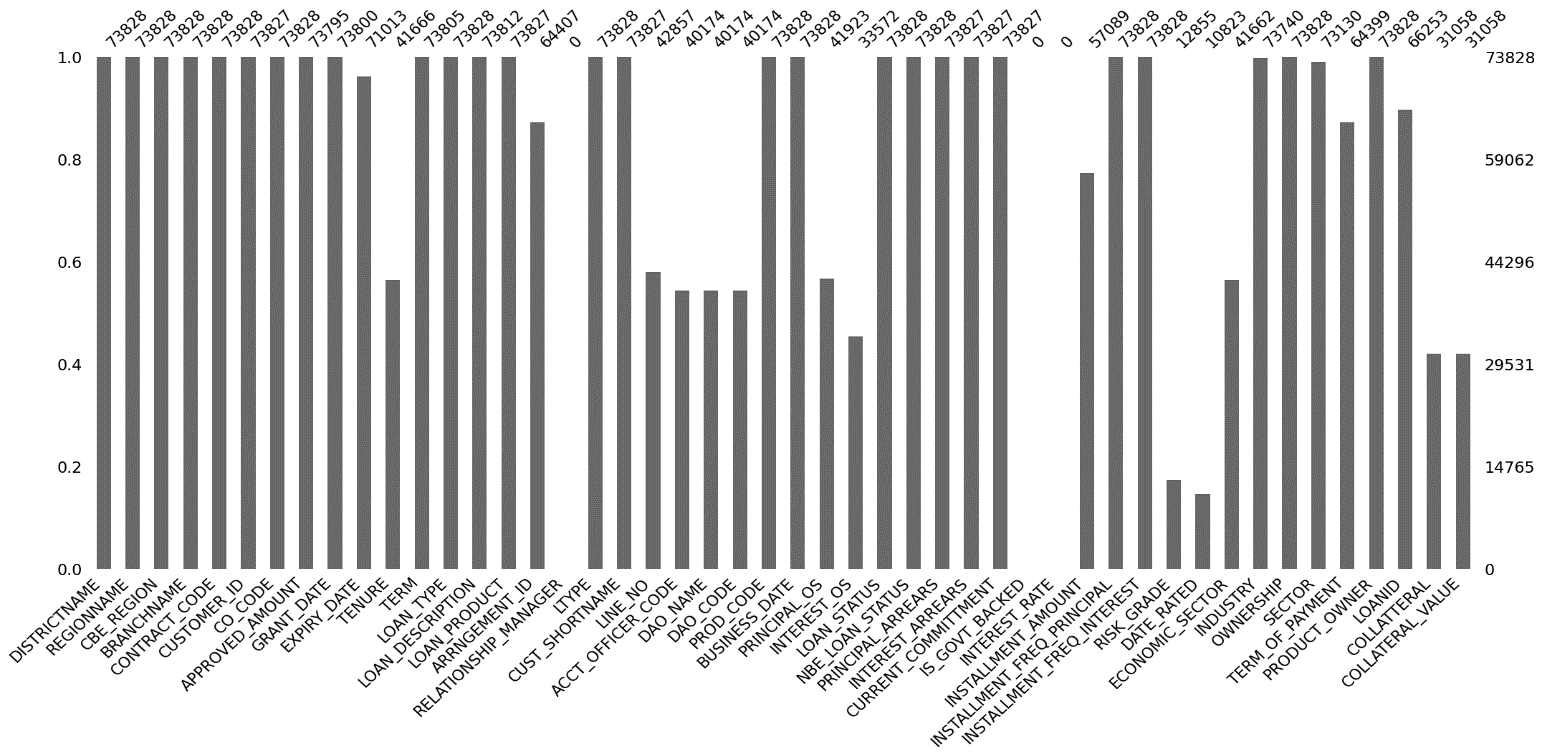 73828
73828
73828
73828
73828
73827
73828
73795
73800
71013
41666
73805
73828
73812
73827
64407
0
73828
73827
42857
40174
40174
40174
73828
73828
41923
33572
73828
73828
73827
73827
73827
0
0
57089
73828
73828
12855
10823
41662
73740
73828
73130
64399
73828
66253
31058
31058
1.0
73828
0.8
59062
0.6
44296
0.4
29531
0.2
14765
0.0
0
DISTRICTNAME
REGIONNAME
CBE_REGION
BRANCHNAME
CONTRACT_CODE
CUSTOMER_ID
CO_CODE
APPROVED_AMOUNT
GRANT_DATE
EXPIRY_DATE
TENURE
TERM
LOAN_TYPE
LOAN_DESCRIPTION
LOAN_PRODUCT
ARRNGEMENT_ID
RELATIONSHIP_MANAGER
LTYPE
CUST_SHORTNAME
LINE_NO
ACCT_OFFICER_CODE
DAO_NAME
DAO_CODE
PROD_CODE
BUSINESS_DATE
PRINCIPAL_OS
INTEREST_OS
LOAN_STATUS
NBE_LOAN_STATUS
PRINCIPAL_ARREARS
INTEREST_ARREARS
CURRENT_COMMITMENT
IS_GOVT_BACKED
INTEREST_RATE
INSTALLMENT_AMOUNT
INSTALLMENT_FREQ_PRINCIPAL
INSTALLMENT_FREQ_INTEREST
RISK_GRADE
DATE_RATED
ECONOMIC_SECTOR
INDUSTRY
OWNERSHIP
SECTOR
TERM_OF_PAYMENT
PRODUCT_OWNER
LOANID
COLLATTERAL
COLLATERAL_VALUE